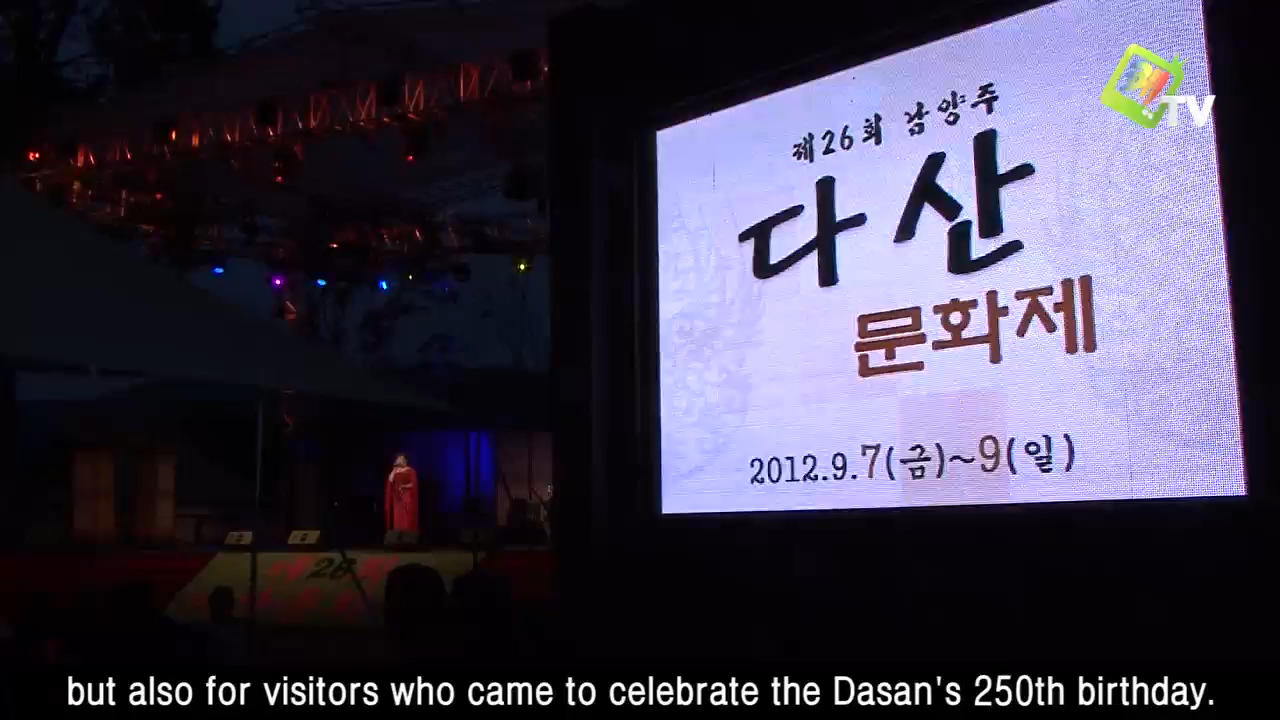 TV
제26회 남양주
다산
문화제
2012.9.7(금)~9(일)
26
but also for visitors who came to celebrate the Dasan's 250th birthday.